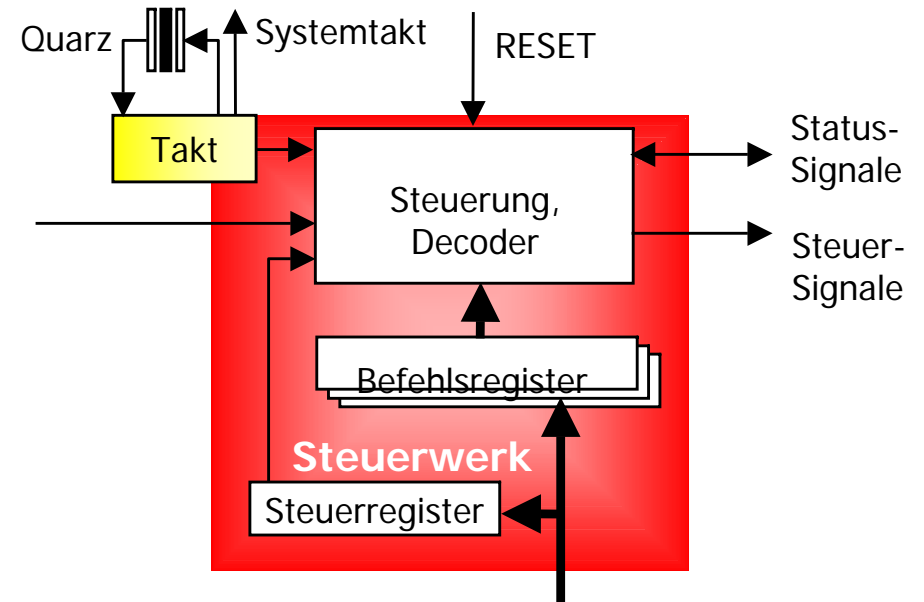 Quarz
Systemtakt
RESET
Takt
Status-
Signale
Steuerung,
Decoder
Steuer-
Signale
Befehlsregister
Steuerwerk
Steuerregister